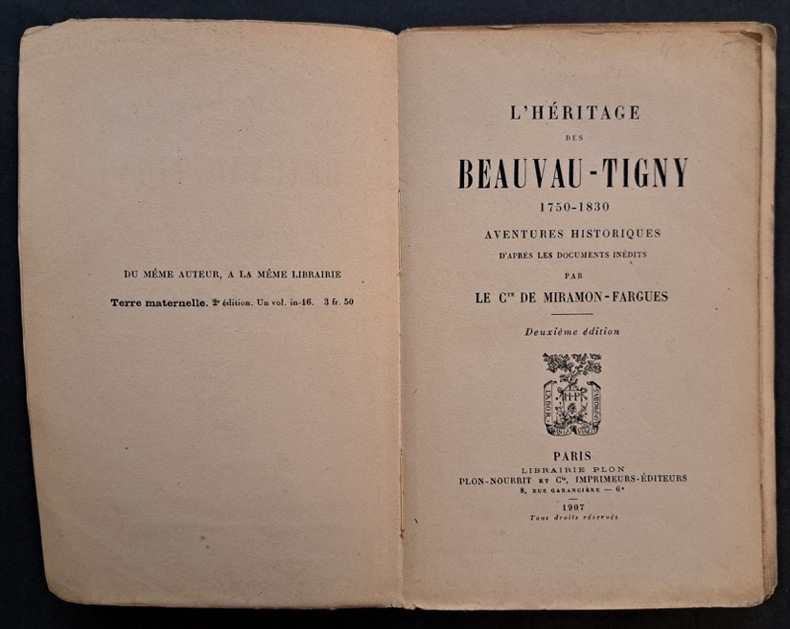 DU MÊME AUTEUR, A LA MÊME LIBRAIRIE
Terre maternelle. 2e édition. Un vol. in-16. 3 fr. 50
L'HÉRITAGE
DES
BEAUVAU-TIGNY
1750-1830
AVENTURES HISTORIQUES
D'APRÈS LES DOCUMENTS INÉDITS
PAR
LE CTE DE MIRAMON-FARGUES
Deuxième édition
LABOR
H·P
PARIS
LIBRAIRIE PLON
PLON-NOURRIT ET Cie, IMPRIMEURS-ÉDITEURS
8, RUE GARANCIÈRE — 6e
1907
Tous droits réservés